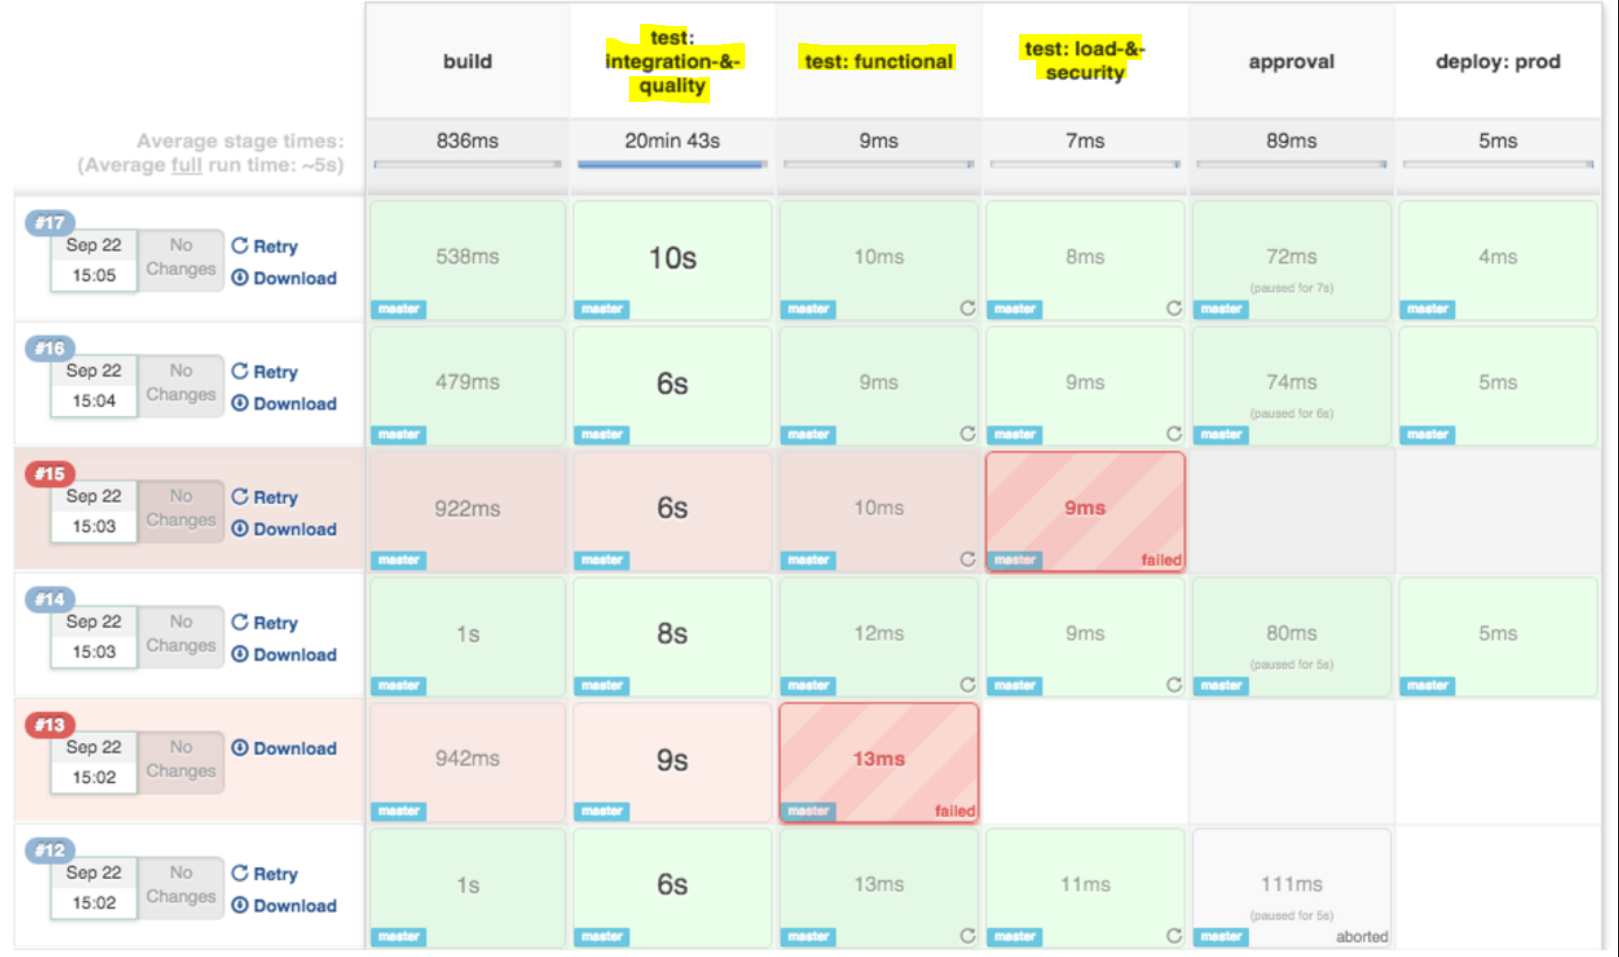 build
test:
integration-&-
quality
test: functional
test: load-&-
security
approval
deploy: prod
Average stage times:
(Average full run time: ~5s)
836ms
20min 43s
9ms
7ms
89ms
5ms
#17
Sep 22
15:05
No
Changes
Retry
Download
538ms
master
10s
master
10ms
master
8ms
master
72ms
(paused for 7s)
master
4ms
master
#16
Sep 22
15:04
No
Changes
Retry
Download
479ms
master
6s
master
9ms
master
9ms
master
74ms
(paused for 6s)
master
5ms
master
#15
Sep 22
15:03
No
Changes
Retry
Download
922ms
master
6s
master
10ms
master
9ms
master
failed
#14
Sep 22
15:03
No
Changes
Retry
Download
1s
master
8s
master
12ms
master
9ms
master
80ms
(paused for 5s)
master
5ms
master
#13
Sep 22
15:02
No
Changes
Download
942ms
master
9s
master
13ms
master
failed
#12
Sep 22
15:02
No
Changes
Retry
Download
1s
master
6s
master
13ms
master
11ms
master
111ms
(paused for 5s)
master
aborted